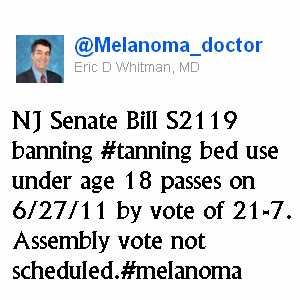 @Melanoma_doctor
Eric D Whitman, MD
NJ Senate Bill S2119
banning #tanning bed use
under age 18 passes on
6/27/11 by vote of 21-7.
Assembly vote not
scheduled.#melanoma